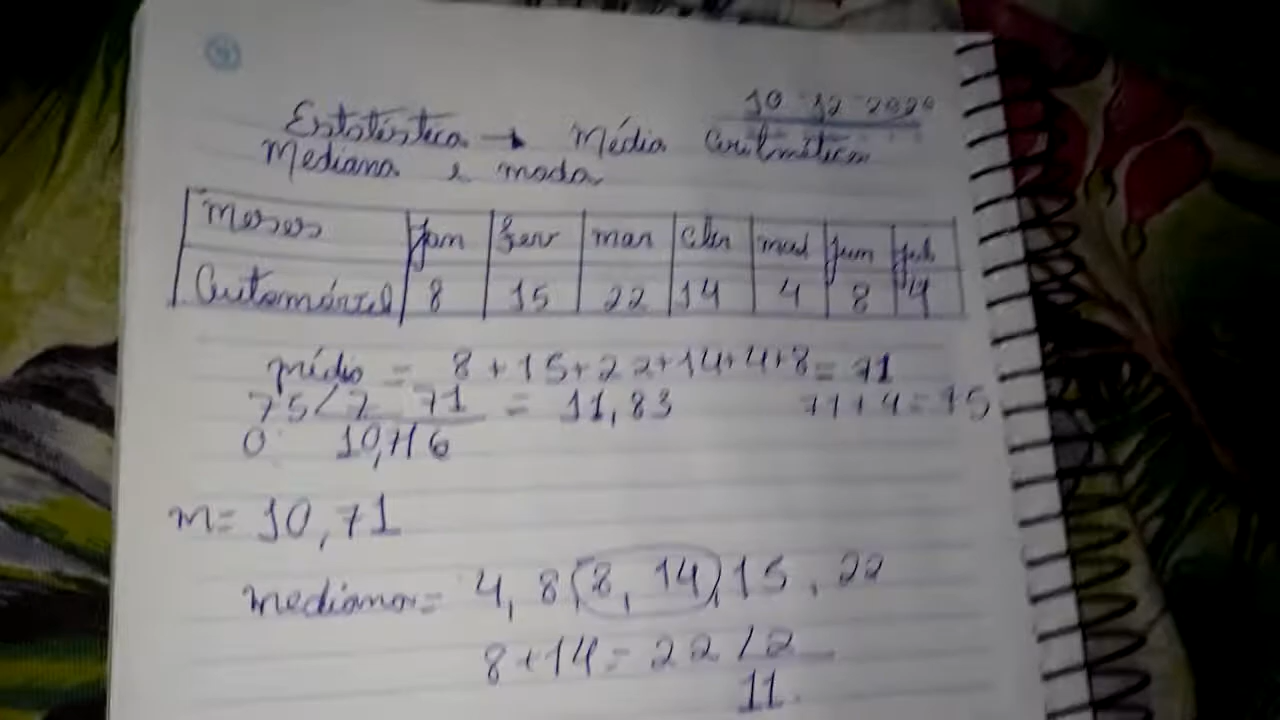 10 12 2020
Estatística → Média Aritmética
Mediana e moda
Meses Jan Fev mar Abr mai Jun Jul
Automóvel 8 15 22 14 4 8 4
média = 8 + 15 + 22 + 14 + 4 + 8 = 71
75 / 7 71 = 11,83 71 + 4 = 75
0 10,71 6
m = 10,71
mediana = 4, 8, 8, 14, 15, 22
8 + 14 = 22 / 2
11